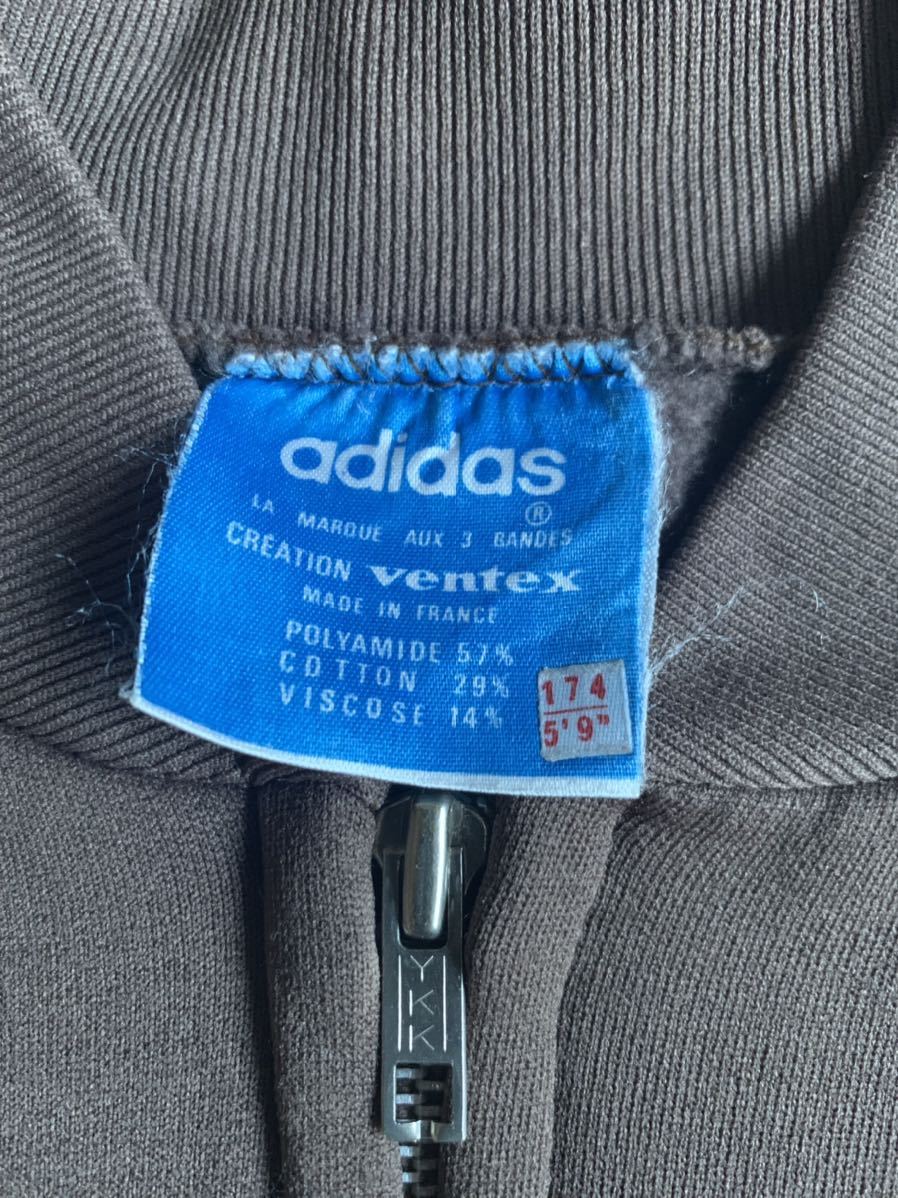 adidas
®
LA MARQUE AUX 3 BANDES
CREATION ventex
MADE IN FRANCE
POLYAMIDE 57%
COTTON 29%
VISCOSE 14%
174
5'9"
YKK